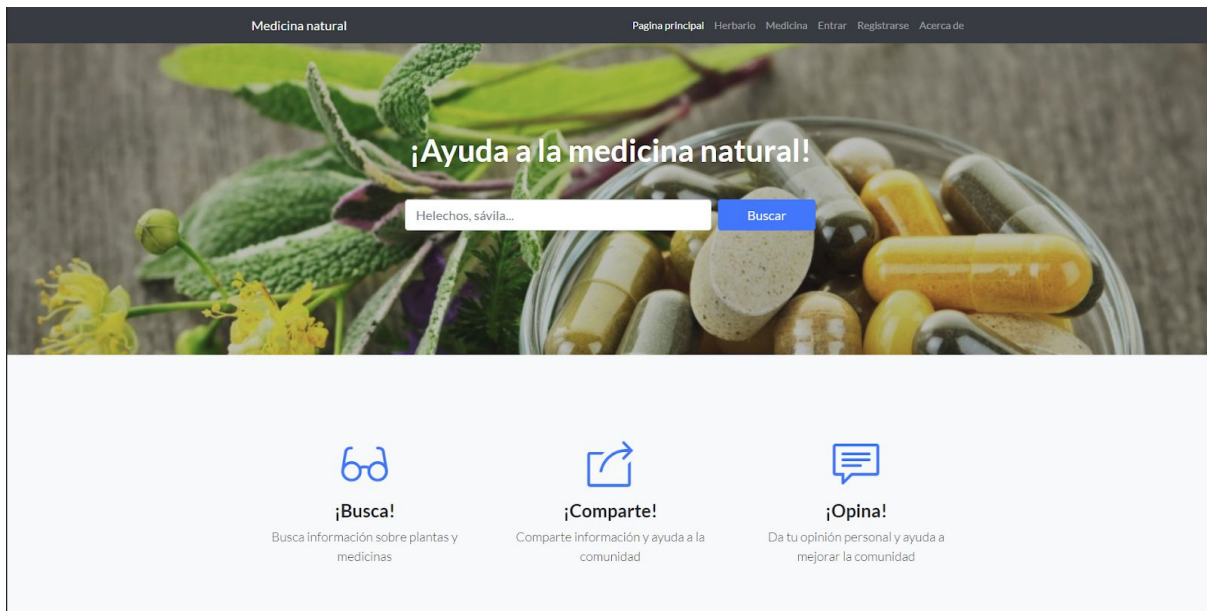 Medicina natural
Pagina principal Herbario Medicina Entrar Registrarse Acerca de
¡Ayuda a la medicina natural!
Helechos, sávila...
Buscar
¡Busca!
Busca información sobre plantas y
medicinas
¡Comparte!
Comparte información y ayuda a la
comunidad
¡Opina!
Da tu opinión personal y ayuda a
mejorar la comunidad